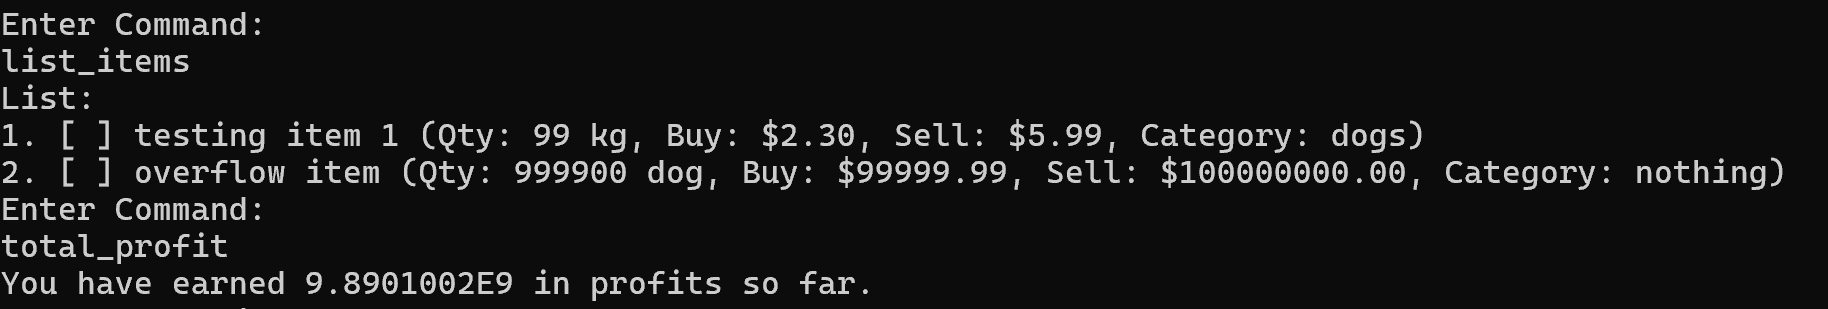 Enter Command:
list_items
List:
1. [ ] testing item 1 (Qty: 99 kg, Buy: $2.30, Sell: $5.99, Category: dogs)
2. [ ] overflow item (Qty: 999900 dog, Buy: $99999.99, Sell: $100000000.00, Category: nothing)
Enter Command:
total_profit
You have earned 9.8901002E9 in profits so far.